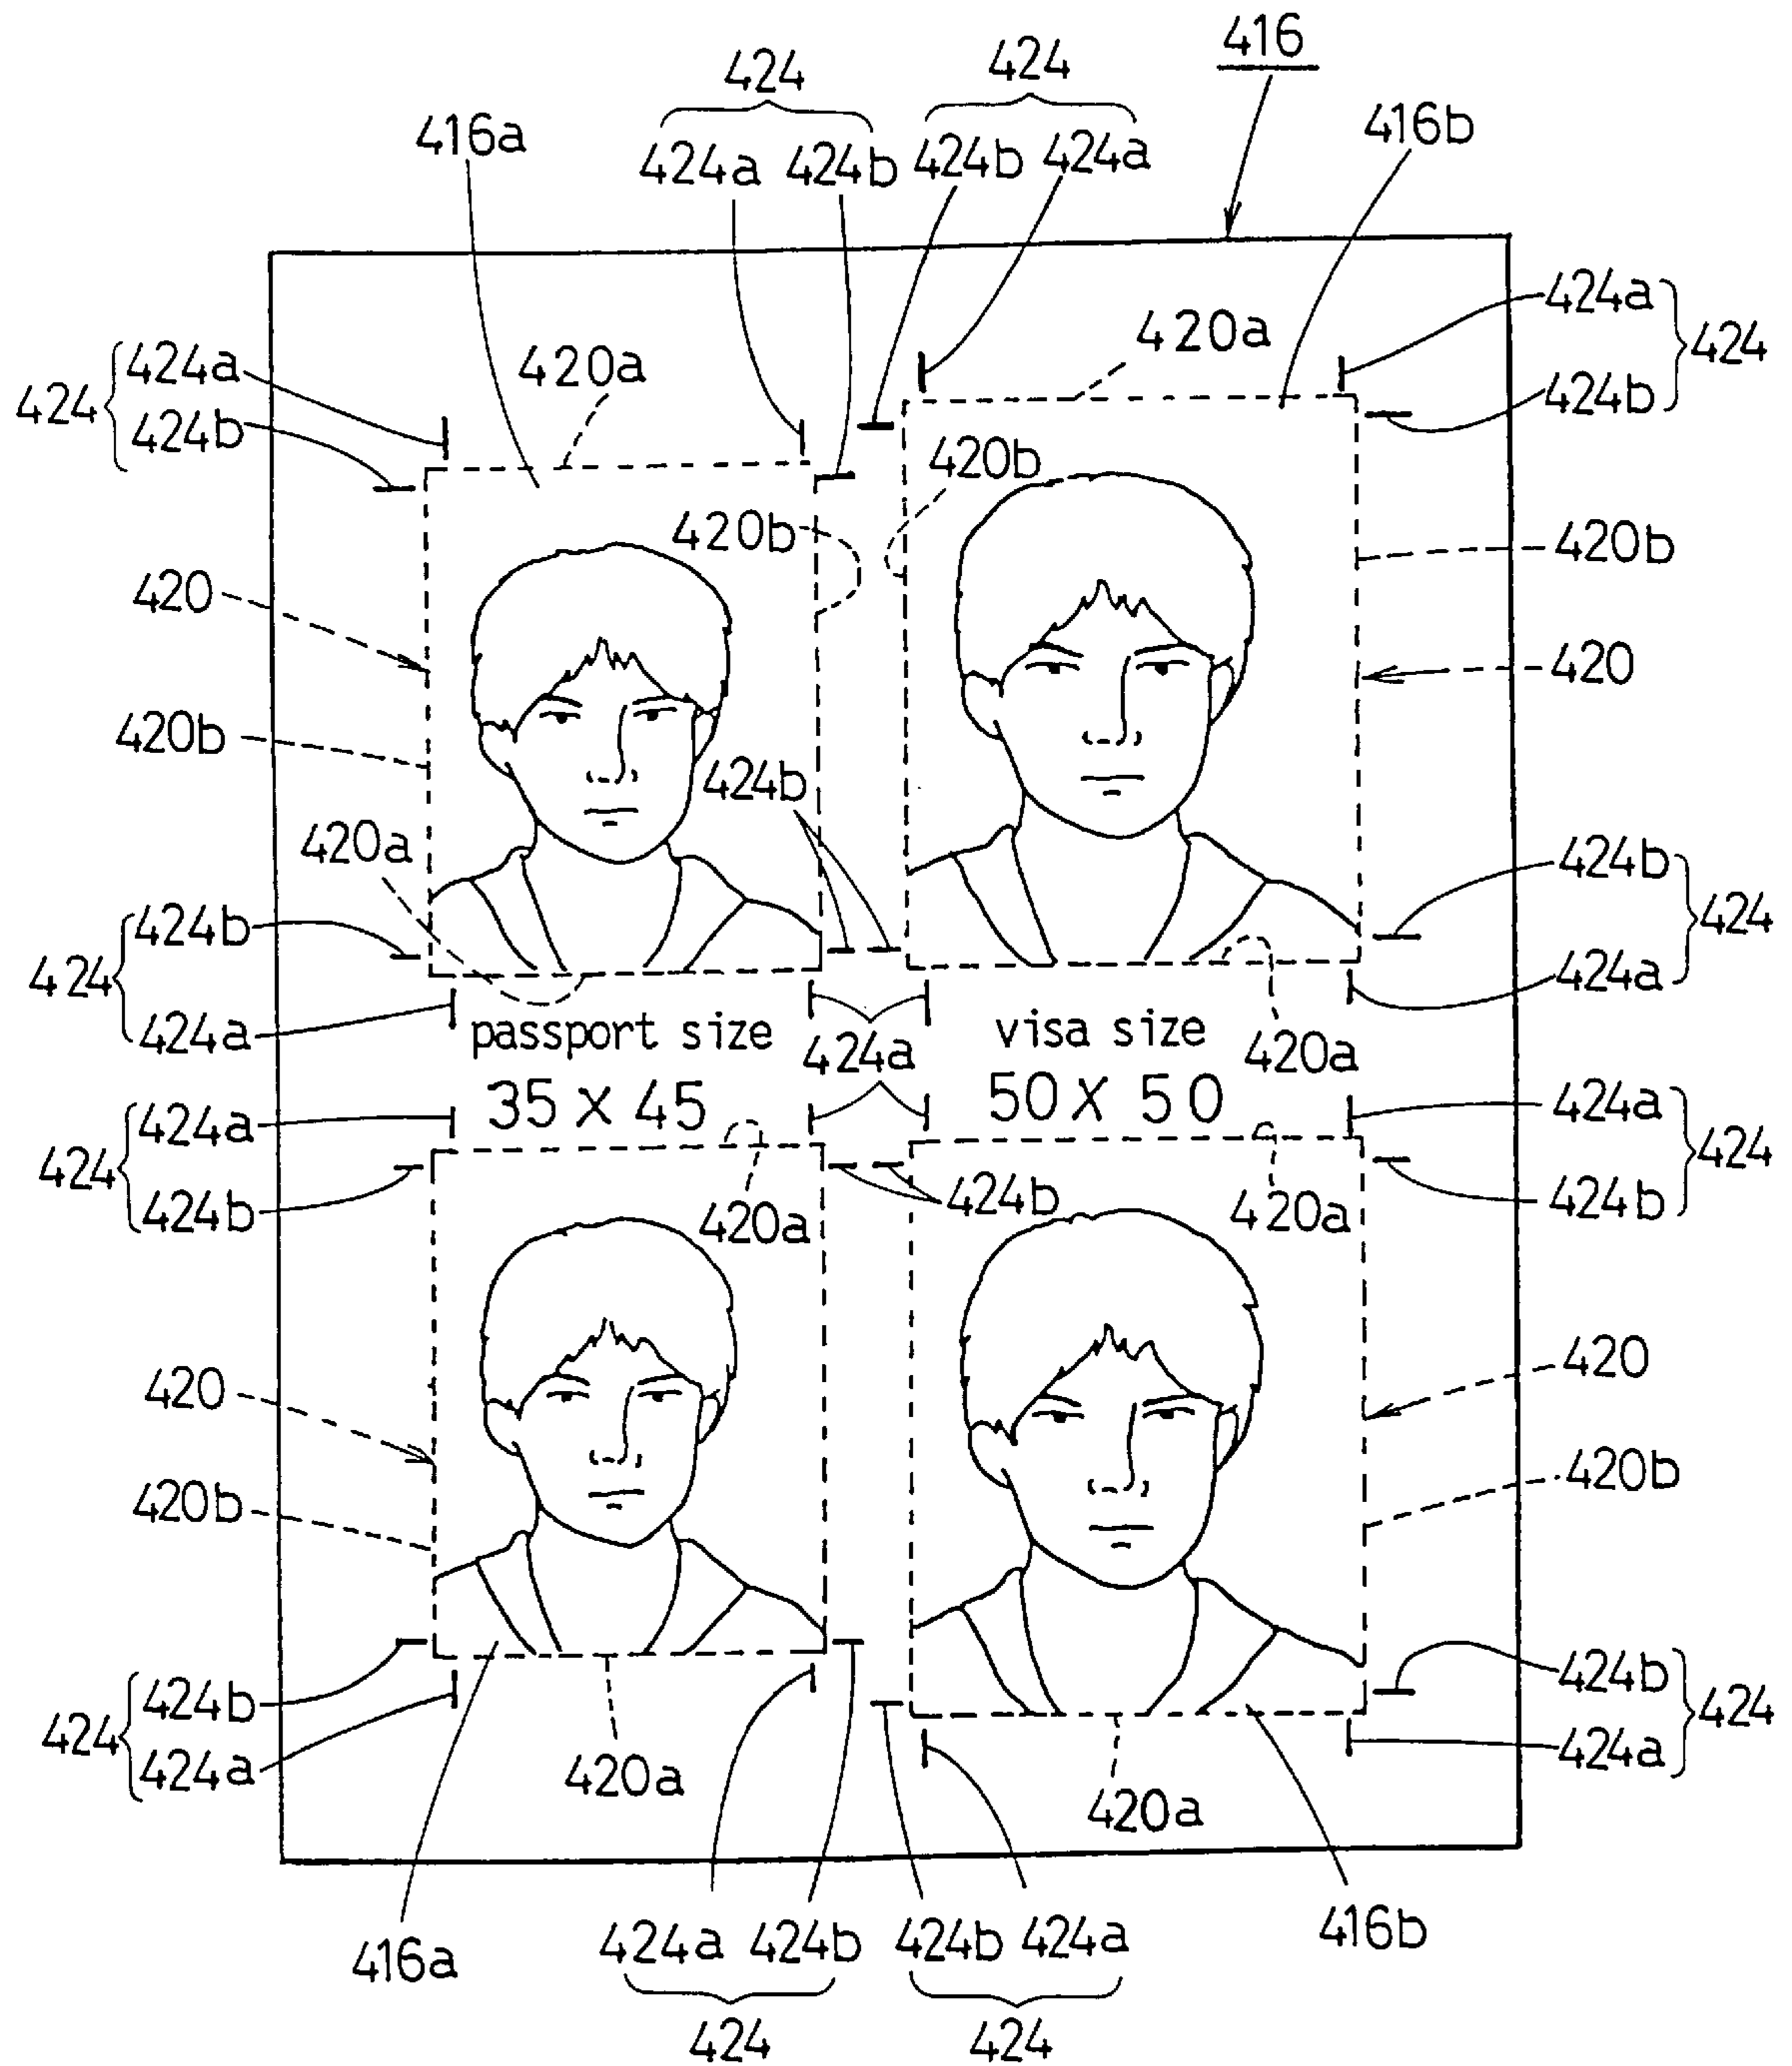 416
424 424
416a 416b
424a 424b 424b 424a
424a 424
420a
424a 420a 424b
424 424b
420b
420b 420b
420
420
420b 424b
420a 424b
424b 424
424 424a
424a passport size 424a visa size 420a
35 X 45 50 X 50
424a 424a
424 424b 424b 424b 424
420a 420a
420 420
420b 420b
424b 424b
424 424a 424a 424
420a 420a
424a 424b 424b 424a
416a 416b
424 424